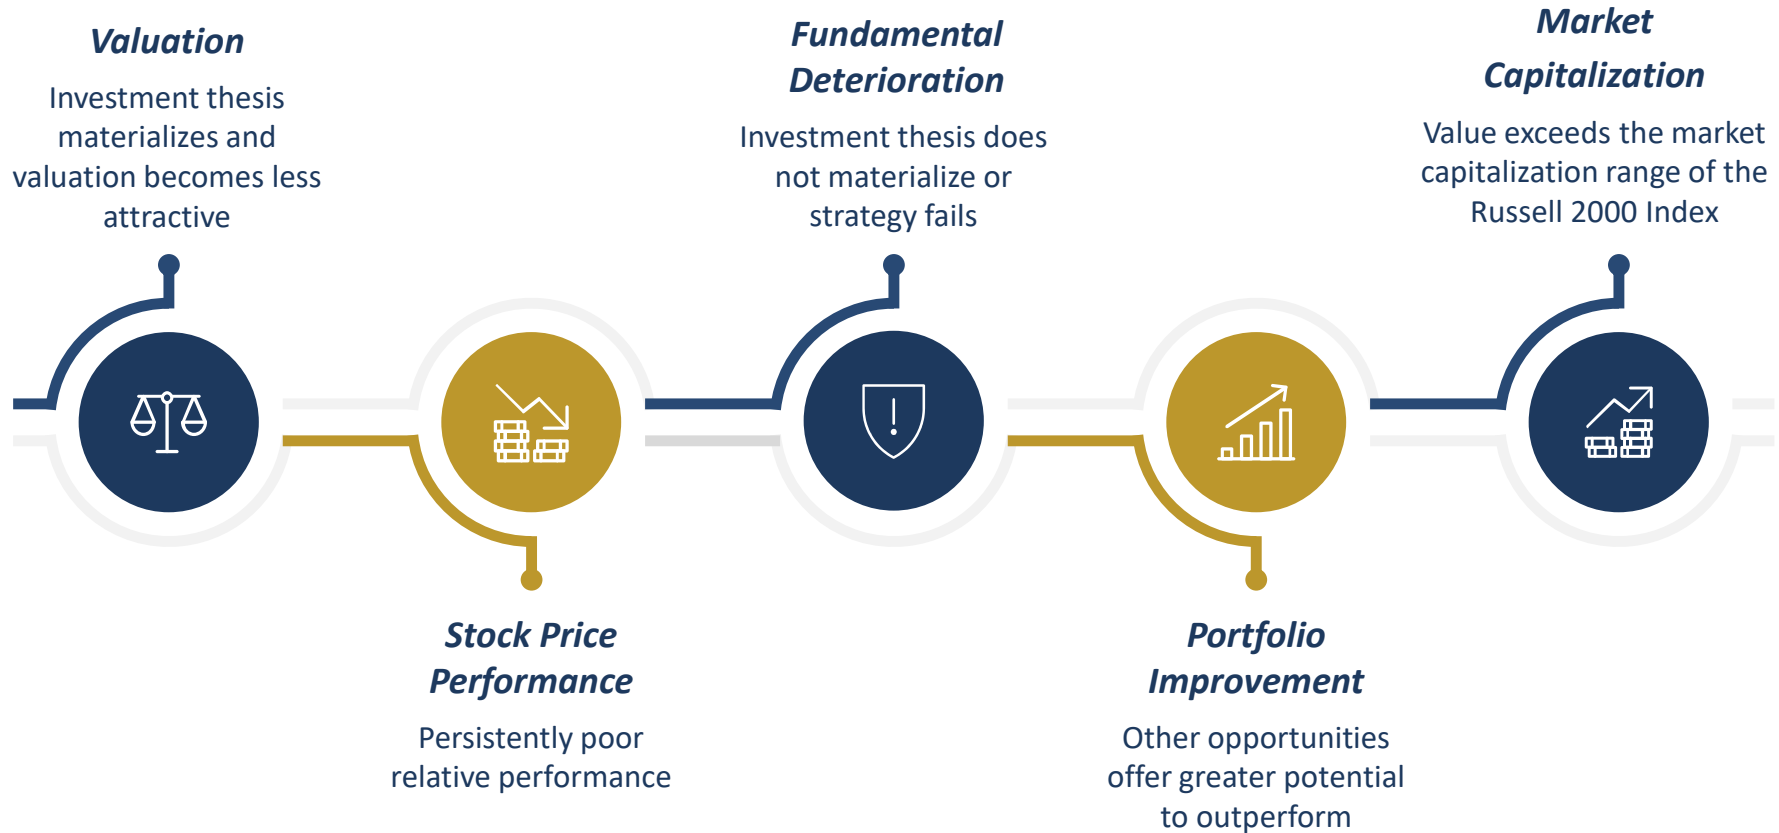 Valuation
Investment thesis
materializes and
valuation becomes less
attractive
Stock Price
Performance
Persistently poor
relative performance
Fundamental
Deterioration
Investment thesis does
not materialize or
strategy fails
Portfolio
Improvement
Other opportunities
offer greater potential
to outperform
Market
Capitalization
Value exceeds the market
capitalization range of the
Russell 2000 Index